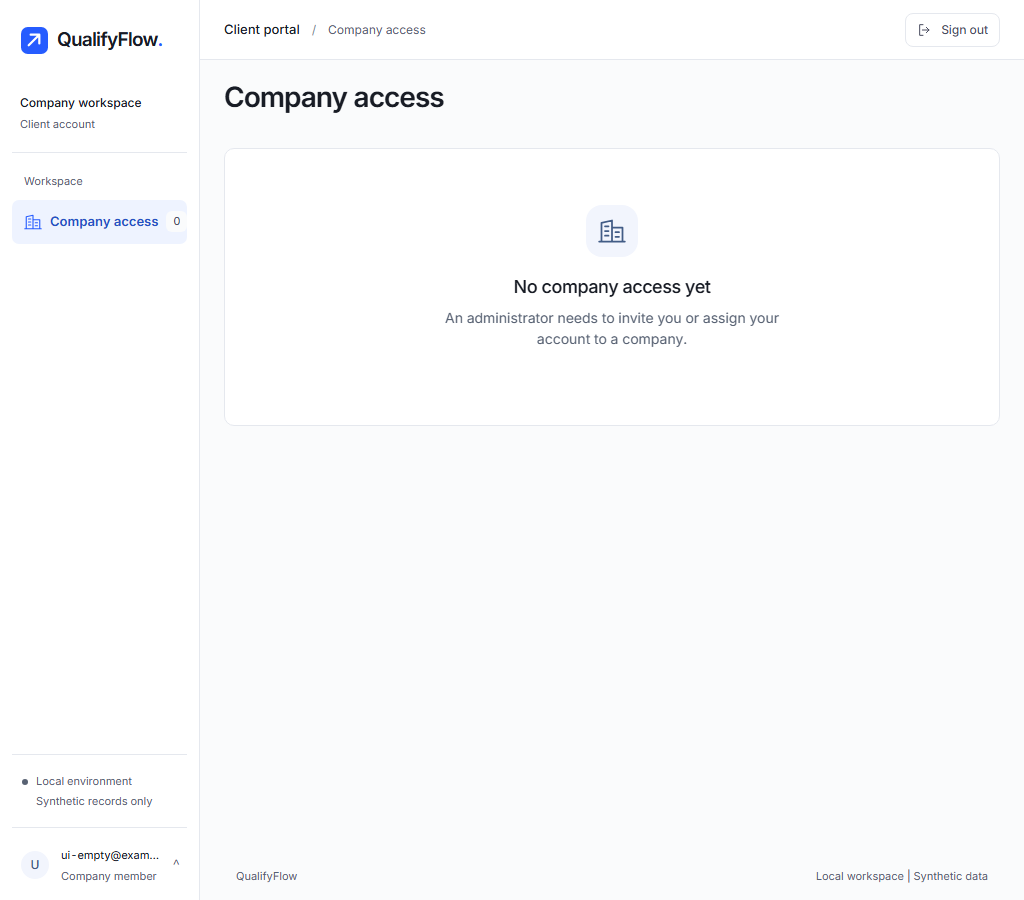 QualifyFlow.
Client portal / Company access
Sign out
Company workspace
Client account
Workspace
Company access 0
Company access
No company access yet
An administrator needs to invite you or assign your
account to a company.
Local environment
Synthetic records only
U
ui-empty@exam...
Company member
^
QualifyFlow
Local workspace | Synthetic data